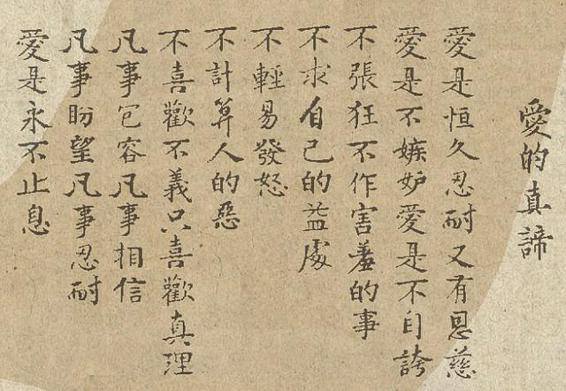 愛的真諦
愛是恒久忍耐又有恩慈
愛是不嫉妒愛是不自誇
不張狂不作害羞的事
不求自己的益處
不輕易發怒
不計算人的惡
不喜歡不義只喜歡真理
凡事包容凡事相信
凡事盼望凡事忍耐
愛是永不止息